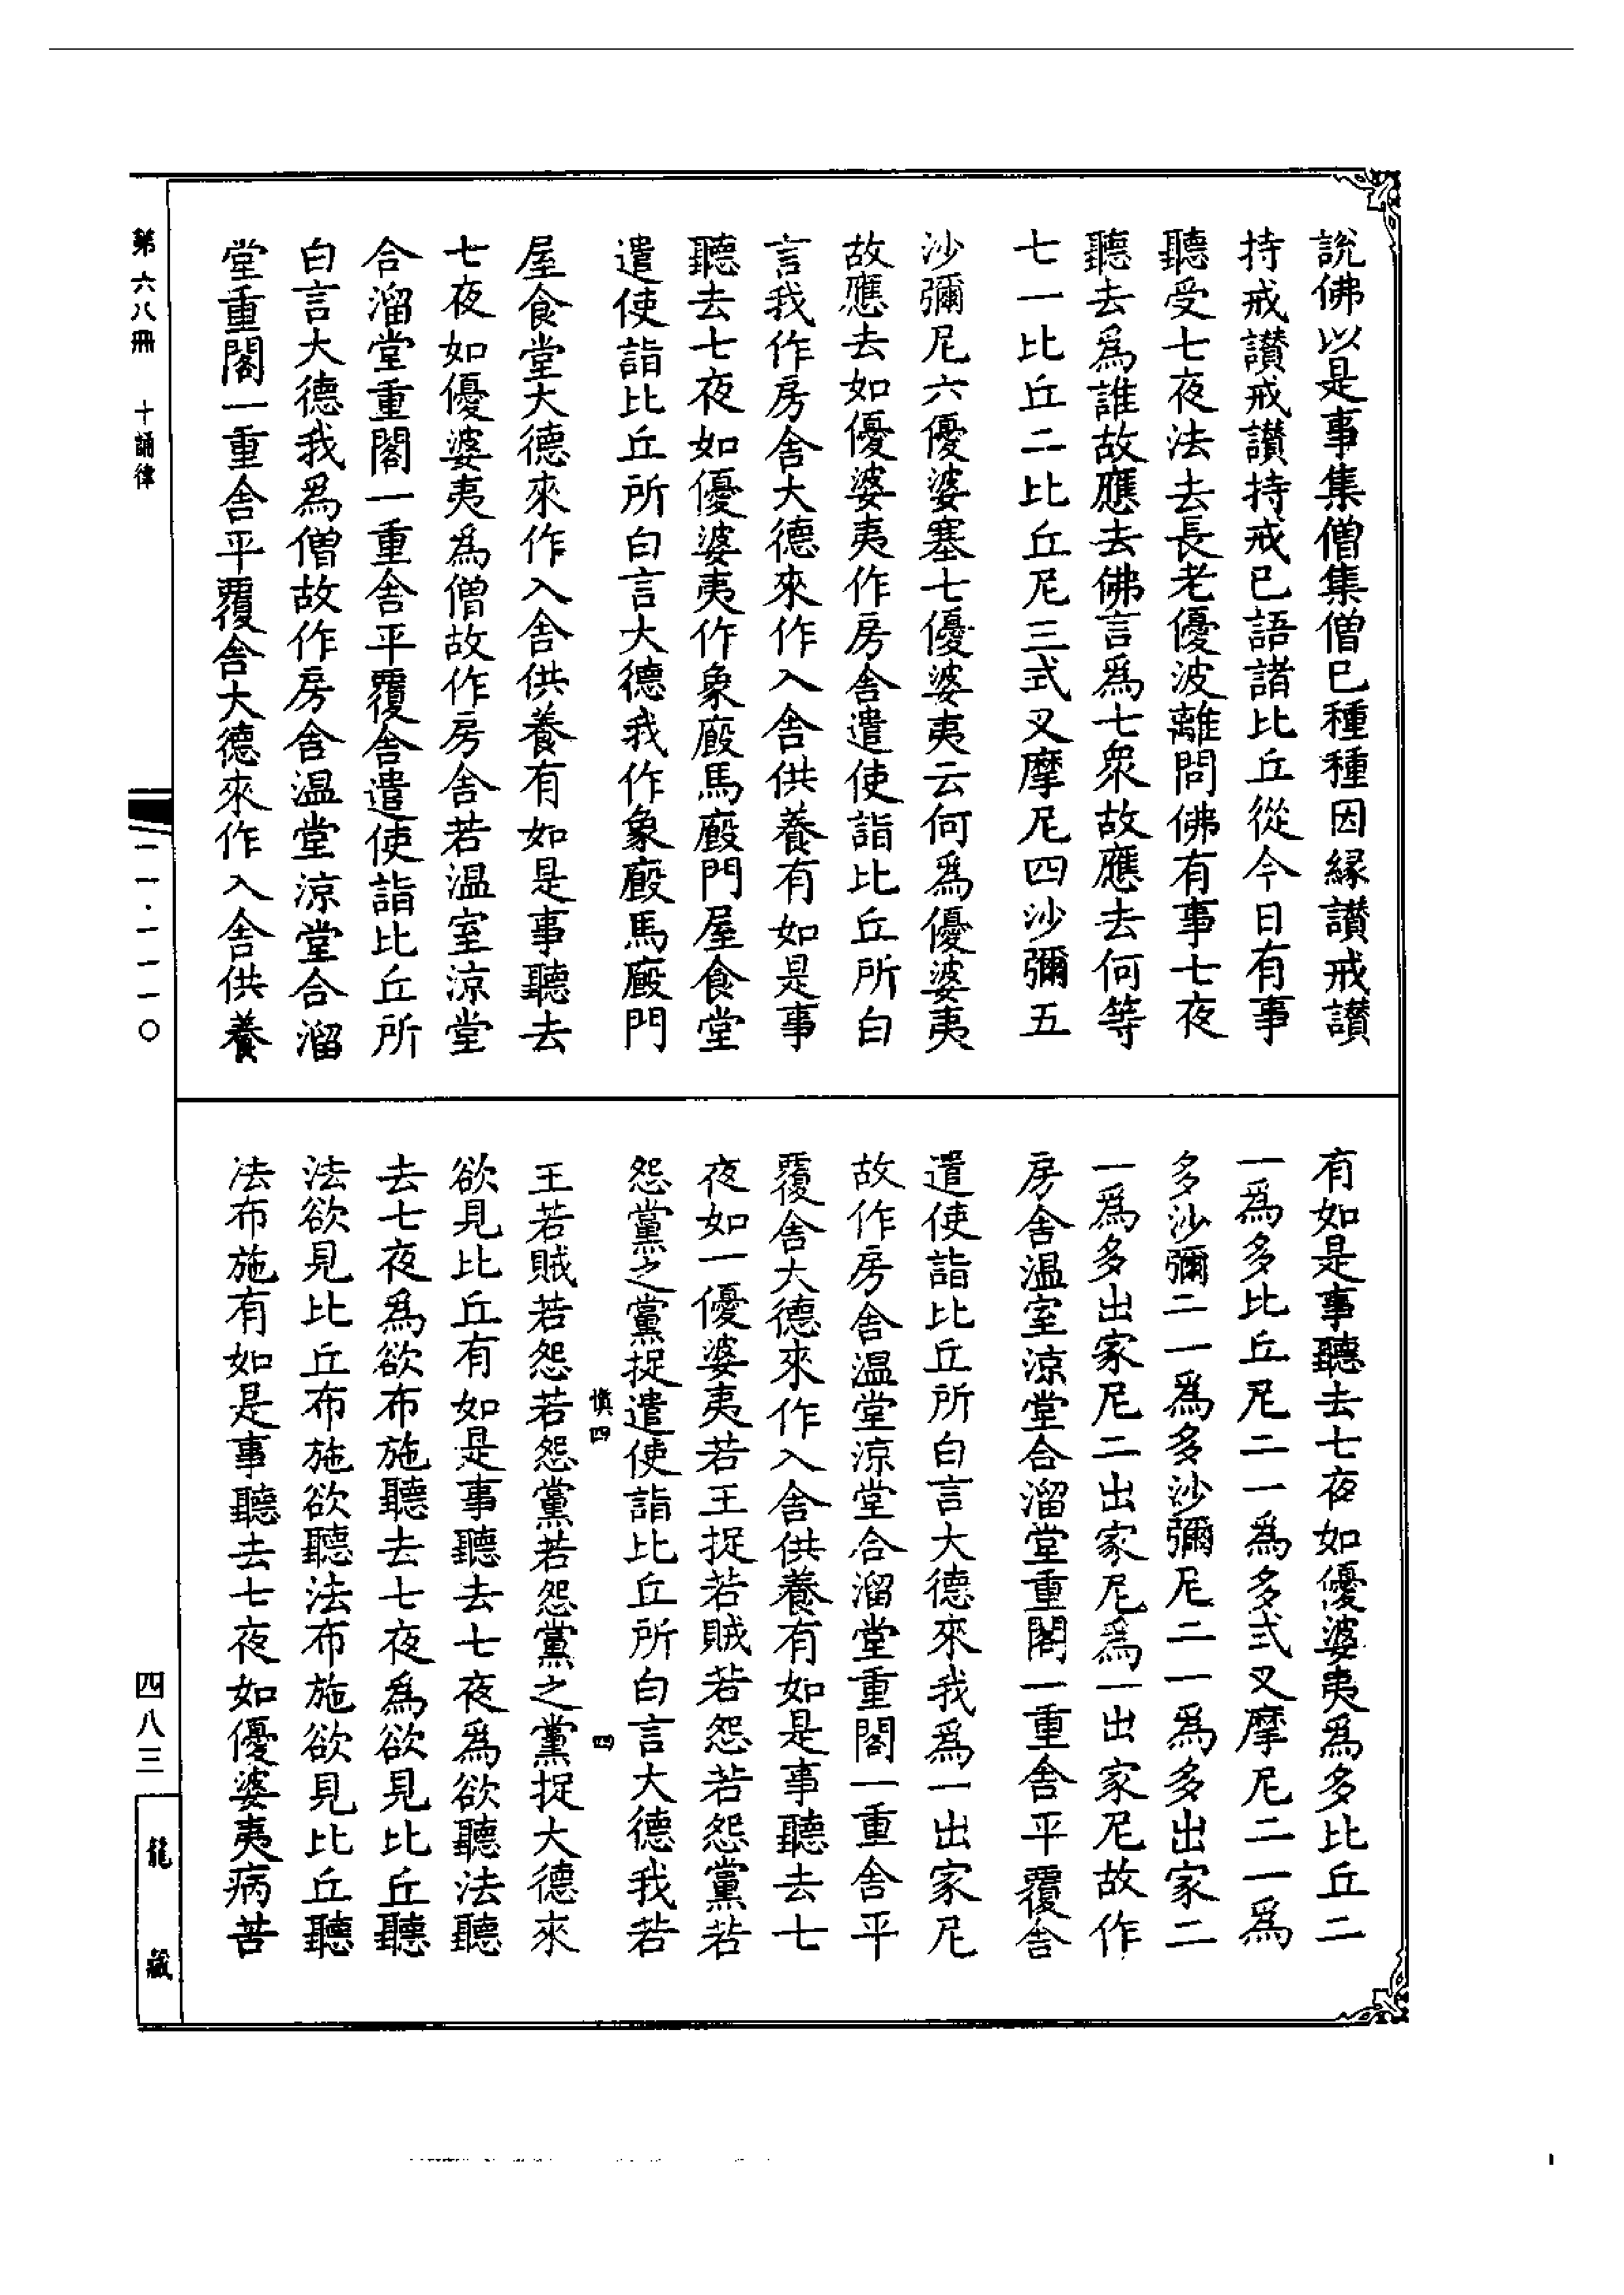 說佛以是事集僧集僧已種種因緣讃戒讃
持戒讃戒讃持戒已語諸比丘從今日有事
聽受七夜法去長老優波離問佛有事七夜
聽去爲誰故應去佛言爲七衆故應去何等
七一比丘二比丘尼三式叉摩尼四沙彌五
沙彌尼六優婆塞七優婆夷云何爲優婆夷
故應去如優婆夷作房舍遣使詣比丘所白
言我作房舍大德來作入舍供養有如是事
聽去七夜如優婆夷作象廄馬廄門屋食堂
遣使詣比丘所白言大德我作象廄馬廄門
屋食堂大德來作入舍供養有如是事聽去
七夜如優婆夷爲僧故作房舍若温室涼堂
合溜堂重閣一重舍平覆舍遣使詣比丘所
白言大德我爲僧故作房舍温堂涼堂合溜
堂重閣一重舍平覆舍大德來作入舍供養
有如是事聽去七夜如優婆夷爲多比丘二
一爲多比丘尼二一爲多式叉摩尼二一爲
多沙彌二一爲多沙彌尼二一爲多出家二
一爲多出家尼二出家尼爲一出家尼故作
房舍温室涼堂合溜堂重閣一重舍平覆舍
遣使詣比丘所白言大德來我爲一出家尼
故作房舍温堂涼堂合溜堂重閣一重舍平
覆舍大德來作入舍供養有如是事聽去七
夜如一優婆夷若王捉若賊若怨若怨黨若
怨黨之黨捉遣使詣比丘所白言大德我若
慎四
四
王若賊若怨若怨黨若怨黨之黨捉大德來
欲見比丘有如是事聽去七夜爲欲聽法聽
去七夜爲欲布施聽去七夜爲欲見比丘聽
法欲見比丘布施欲聽法布施欲見比丘聽
法布施有如是事聽去七夜如優婆夷病苦
第六八冊 十誦律
一一·一一一〇
四八三
龍藏